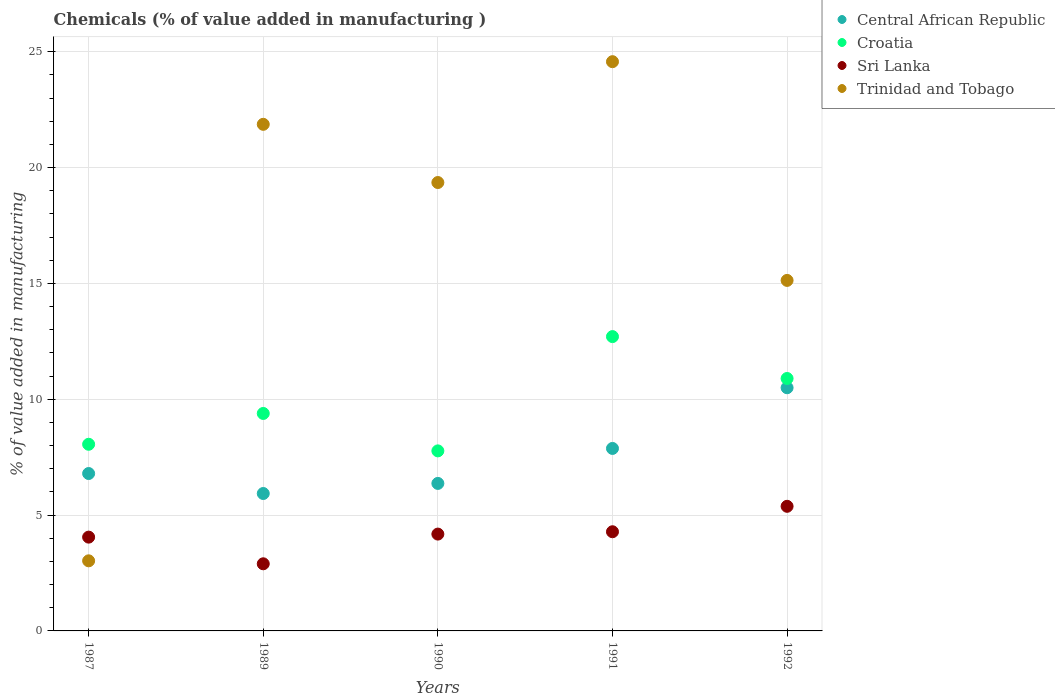 Chemicals (% of value added in manufacturing )
Central African Republic
Croatia
Sri Lanka
Trinidad and Tobago
% of value added in manufacturing
25
20
15
10
5
0
1987
1989
1990
1991
1992
Years